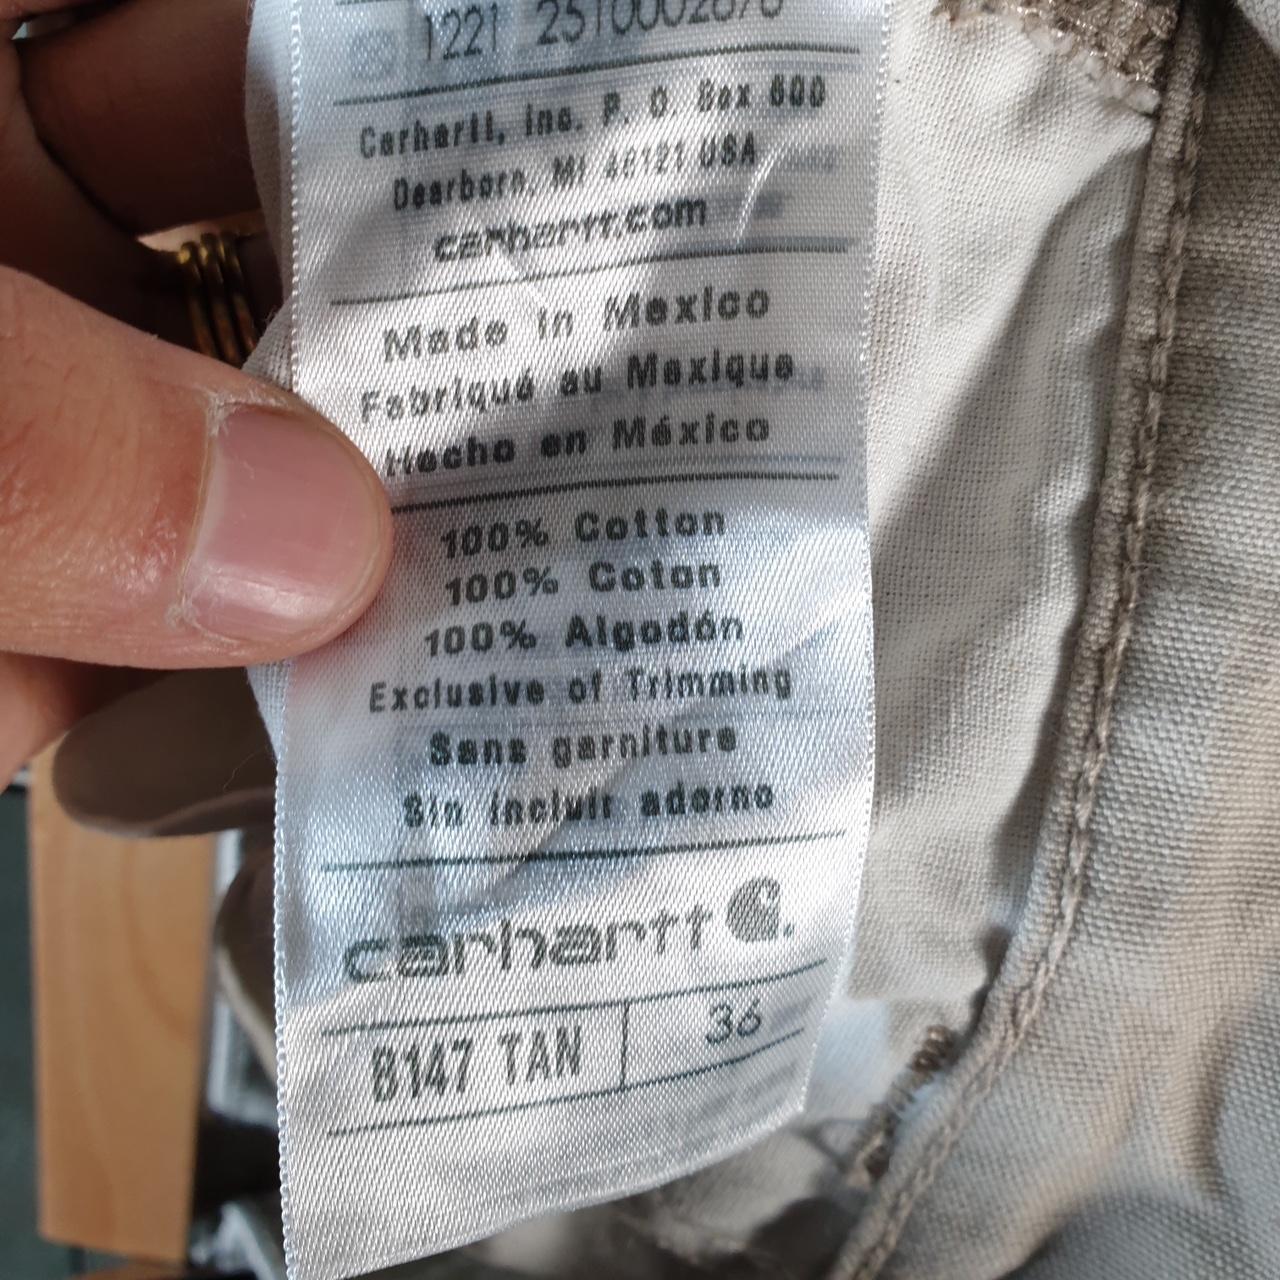 1221 2510002676
Carhartt, Inc. P. O. Box 600
Dearborn, MI 48121 USA
carhartt.com
Made in Mexico
Fabriqué au Mexique
Hecho en México
100% Cotton
100% Coton
100% Algodón
Exclusive of Trimming
Sans garniture
Sin incluir adorno
carhartt
B147 TAN 36